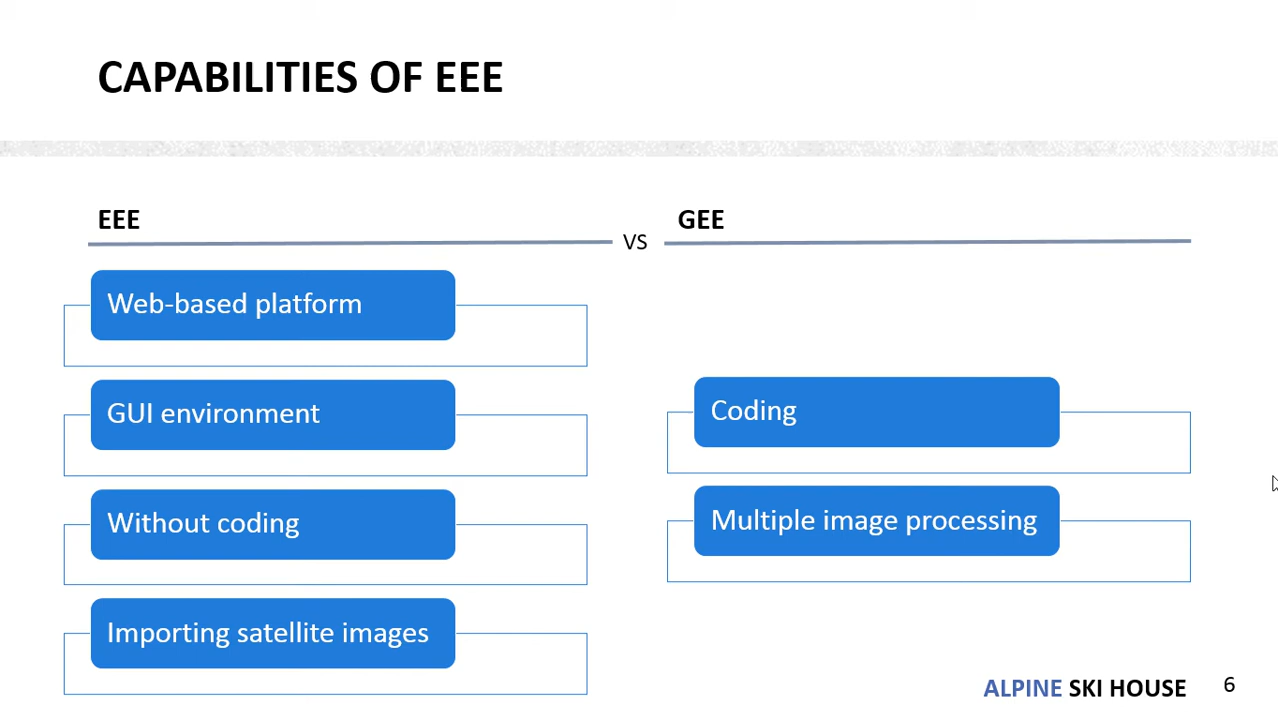 CAPABILITIES OF EEE
EEE
VS
GEE
Web-based platform
GUI environment
Without coding
Importing satellite images
Coding
Multiple image processing
ALPINE SKI HOUSE
6